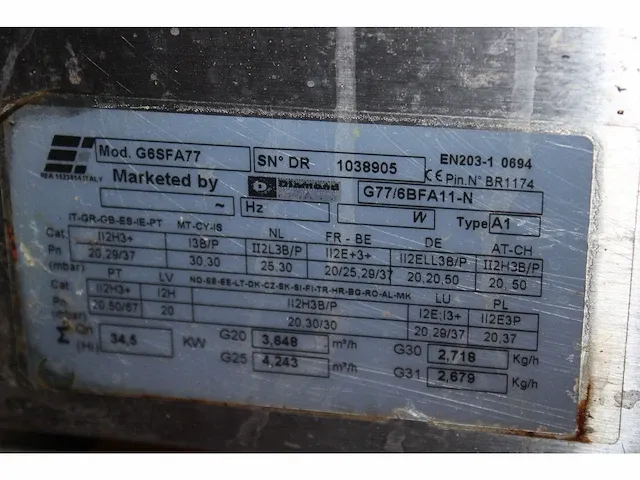 Mod. G6SFA77 SN° DR 1038905 EN203-1 0694
REA 1423414 ITALY CE Pin.N° BR1174
Marketed by D Diamond G77/6BFA11-N
~ Hz W Type A1
IT-GR-GB-ES-IE-PT MT-CY-IS NL FR - BE DE AT-CH
Cat. II2H3+ I3B/P II2L3B/P II2E+3+ II2ELL3B/P II2H3B/P
Pn (mbar) 20,29/37 30,30 25,30 20/25,29/37 20,20,50 20,50
PT LV NO-SE-EE-LT-DK-CZ-SK-SI-FI-TR-HR-BG-RO-AL-MK LU PL
Cat. II2H3+ I2H II2H3B/P I2E;I3+ II2E3P
Pn (mbar) 20,50/67 20 20,30/30 20,29/37 20,37
Σ Qn (Hi) 34,5 KW G20 3,648 m³/h G30 2,718 Kg/h
G25 4,243 m³/h G31 2,679 Kg/h